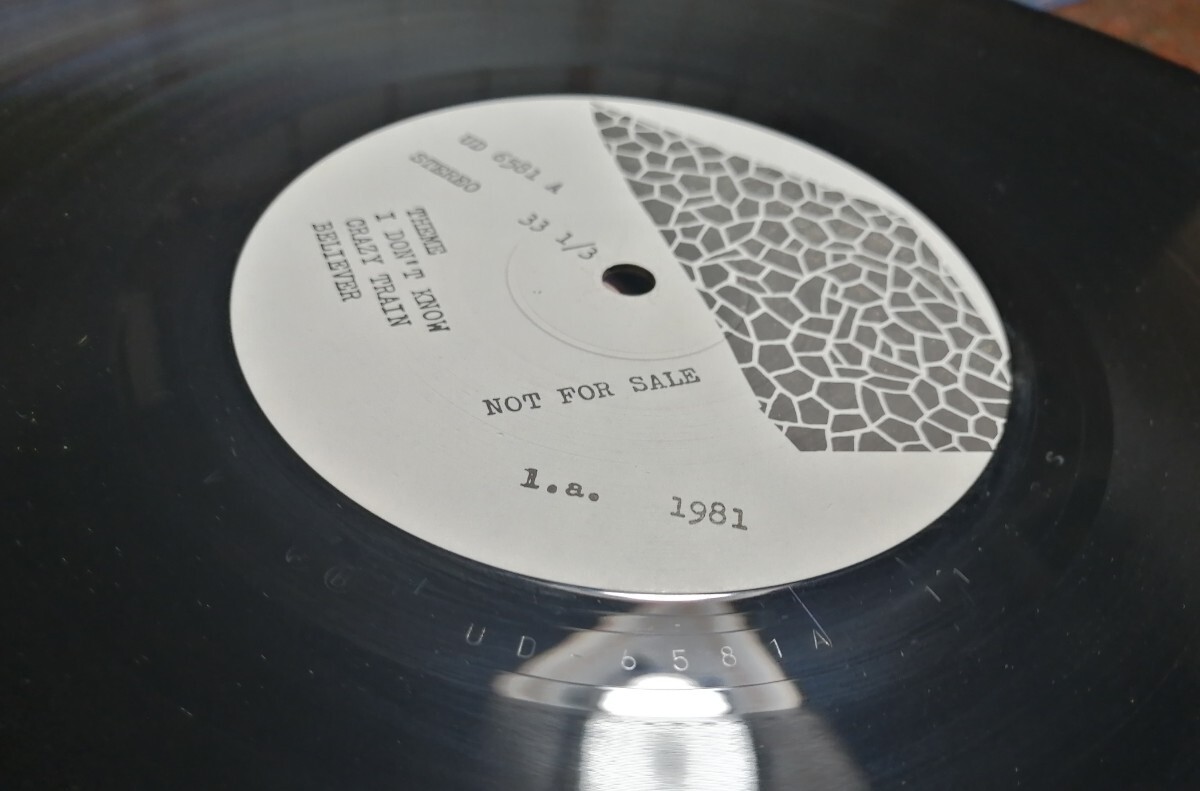 UD 6581 A
STEREO
33 1/3
THEME
I DON'T KNOW
CRAZY TRAIN
BELIEVER
NOT FOR SALE
l.a. 1981
UD-6581A
S